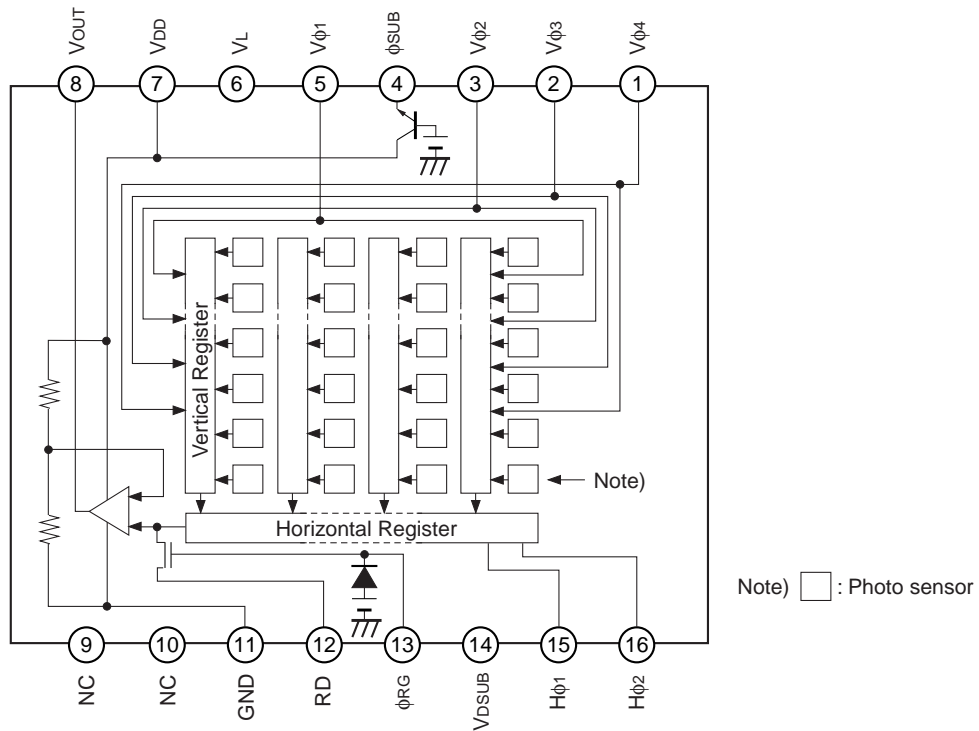 VOUT
VDD
VL
Vϕ1
ϕSUB
Vϕ2
Vϕ3
Vϕ4
8
7
6
5
4
3
2
1
Vertical Register
Note)
Horizontal Register
Note) : Photo sensor
9
10
11
12
13
14
15
16
NC
NC
GND
RD
ϕRG
VDSUB
Hϕ1
Hϕ2